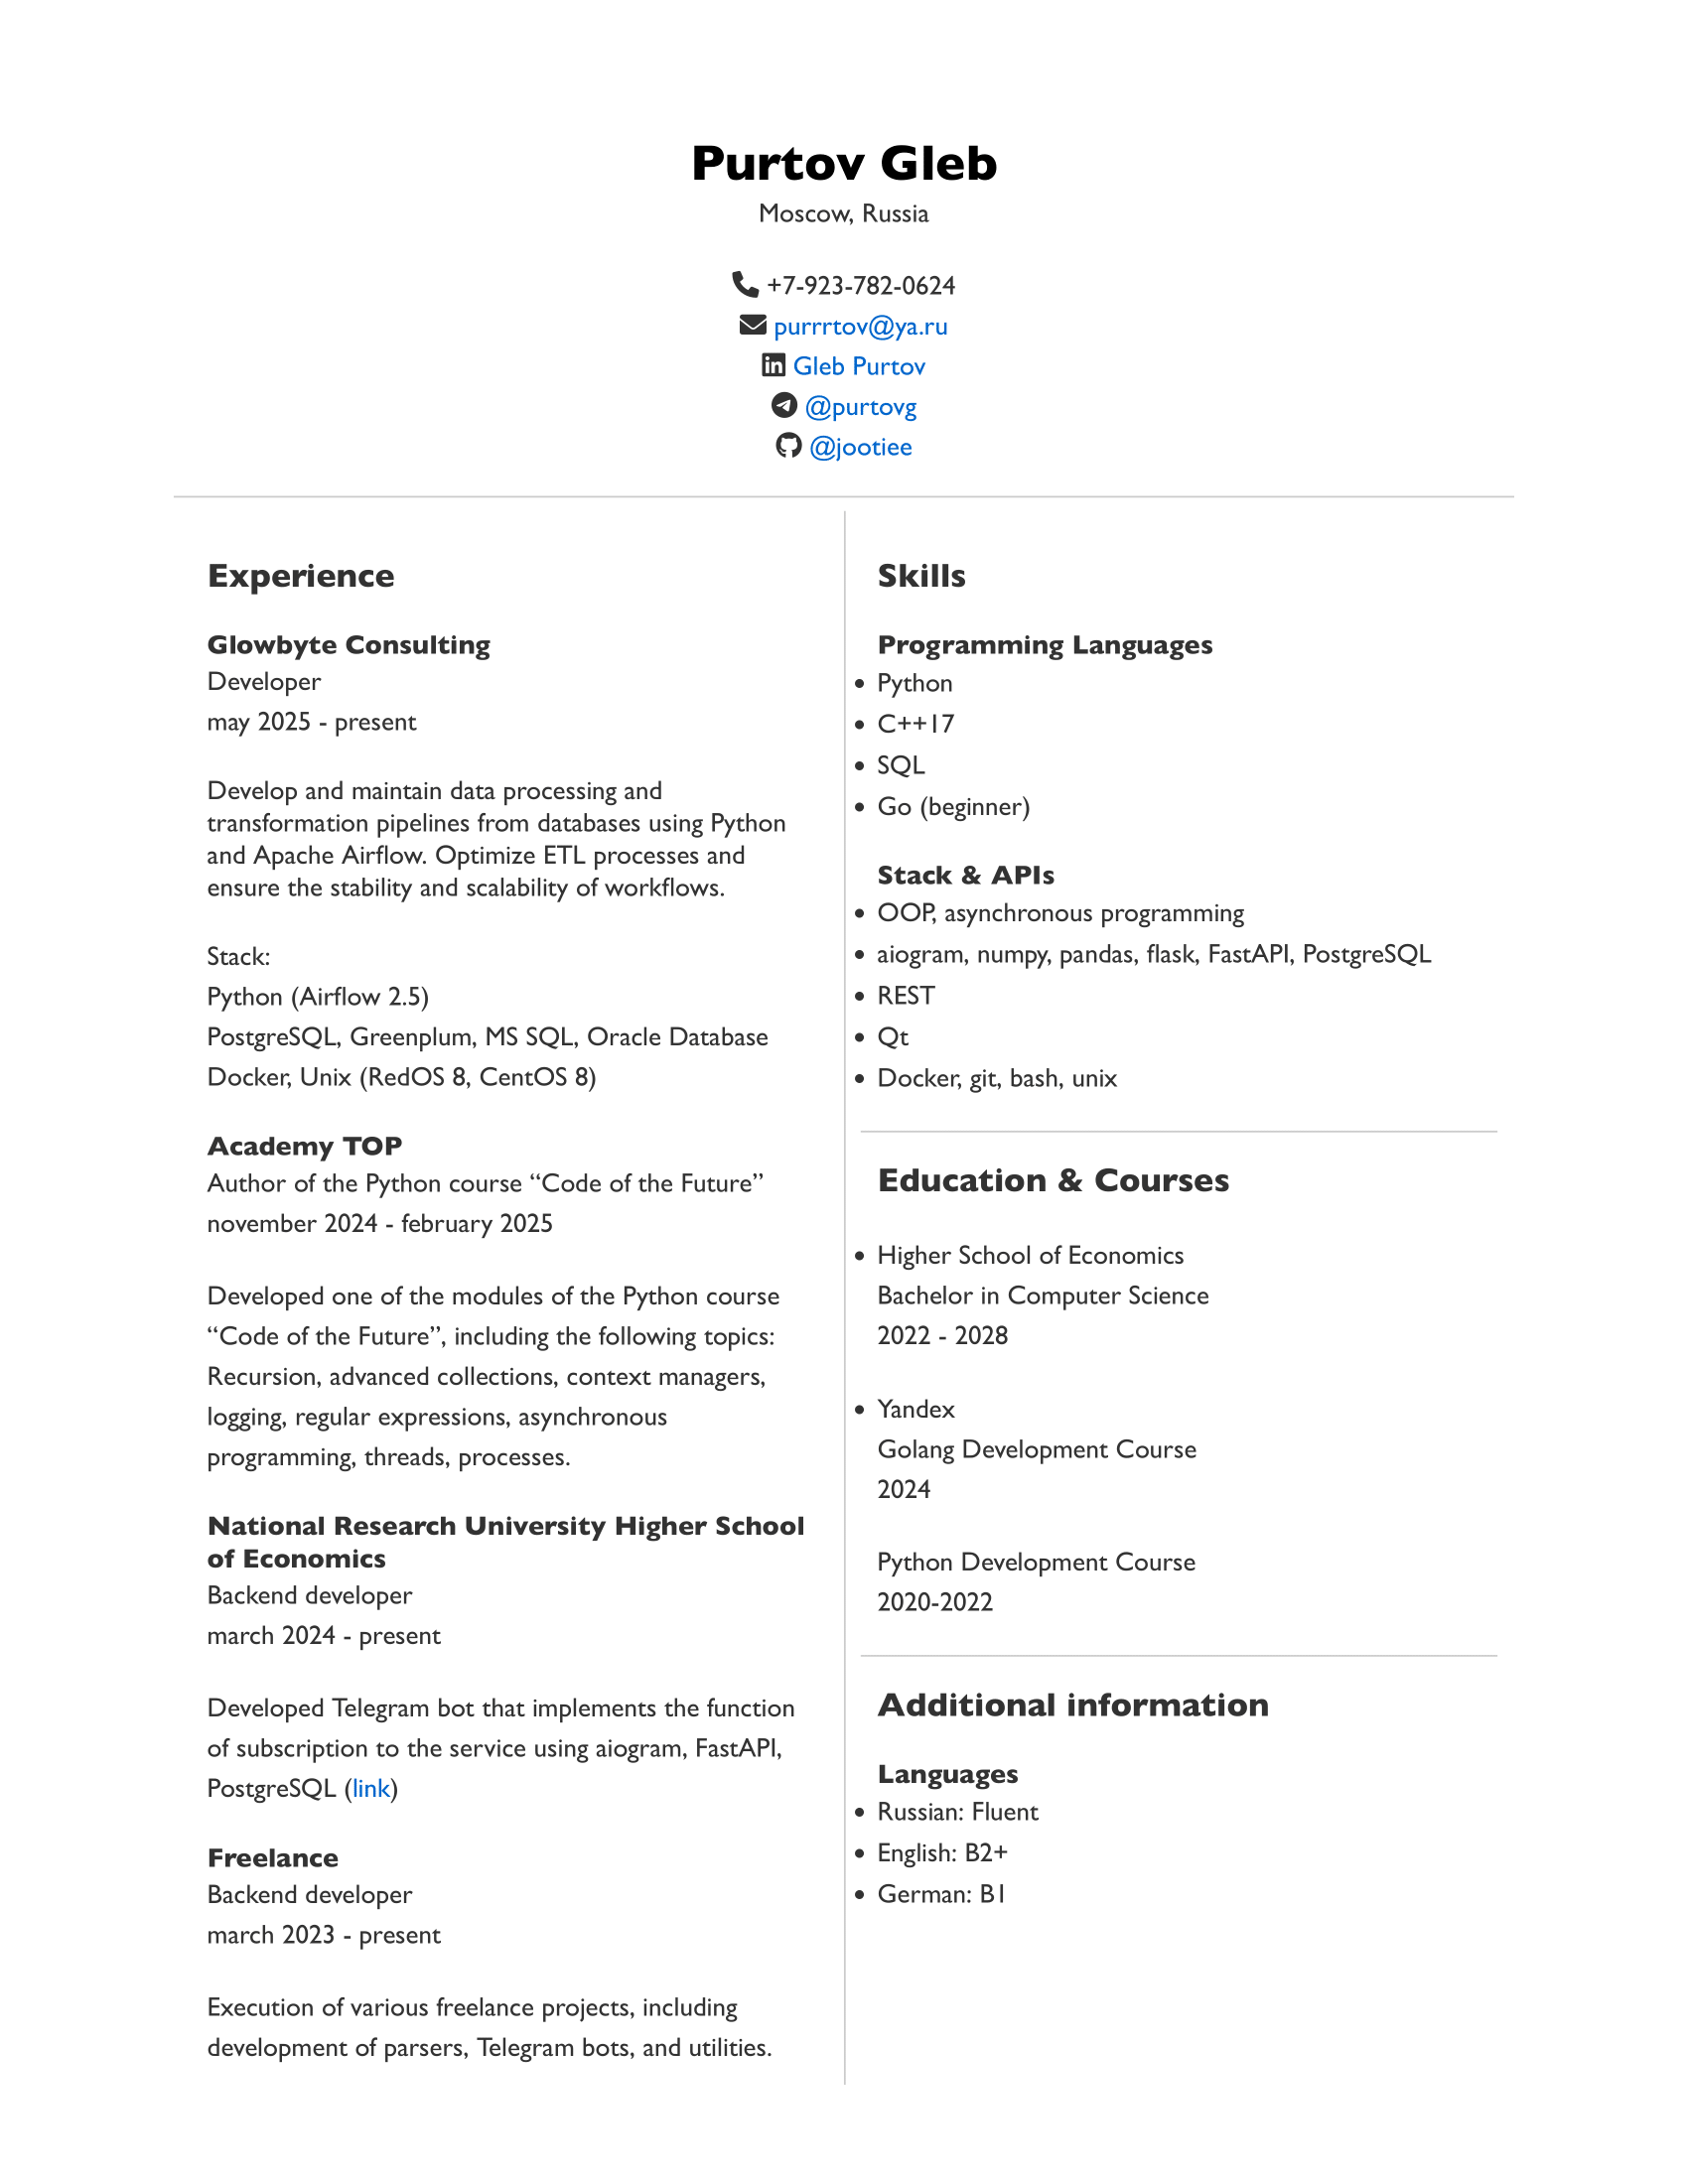 Purtov Gleb
Moscow, Russia
+7-923-782-0624
purrrtov@ya.ru
Gleb Purtov
@purtovg
@jootiee
Experience
Glowbyte Consulting
Developer
may 2025 - present
Develop and maintain data processing and
transformation pipelines from databases using Python
and Apache Airflow. Optimize ETL processes and
ensure the stability and scalability of workflows.
Stack:
Python (Airflow 2.5)
PostgreSQL, Greenplum, MS SQL, Oracle Database
Docker, Unix (RedOS 8, CentOS 8)
Academy TOP
Author of the Python course “Code of the Future”
november 2024 - february 2025
Developed one of the modules of the Python course
“Code of the Future”, including the following topics:
Recursion, advanced collections, context managers,
logging, regular expressions, asynchronous
programming, threads, processes.
National Research University Higher School
of Economics
Backend developer
march 2024 - present
Developed Telegram bot that implements the function
of subscription to the service using aiogram, FastAPI,
PostgreSQL (link)
Freelance
Backend developer
march 2023 - present
Execution of various freelance projects, including
development of parsers, Telegram bots, and utilities.
Skills
Programming Languages
• Python
• C++17
• SQL
• Go (beginner)
Stack & APIs
• OOP, asynchronous programming
• aiogram, numpy, pandas, flask, FastAPI, PostgreSQL
• REST
• Qt
• Docker, git, bash, unix
Education & Courses
• Higher School of Economics
Bachelor in Computer Science
2022 - 2028
• Yandex
Golang Development Course
2024
Python Development Course
2020-2022
Additional information
Languages
• Russian: Fluent
• English: B2+
• German: B1